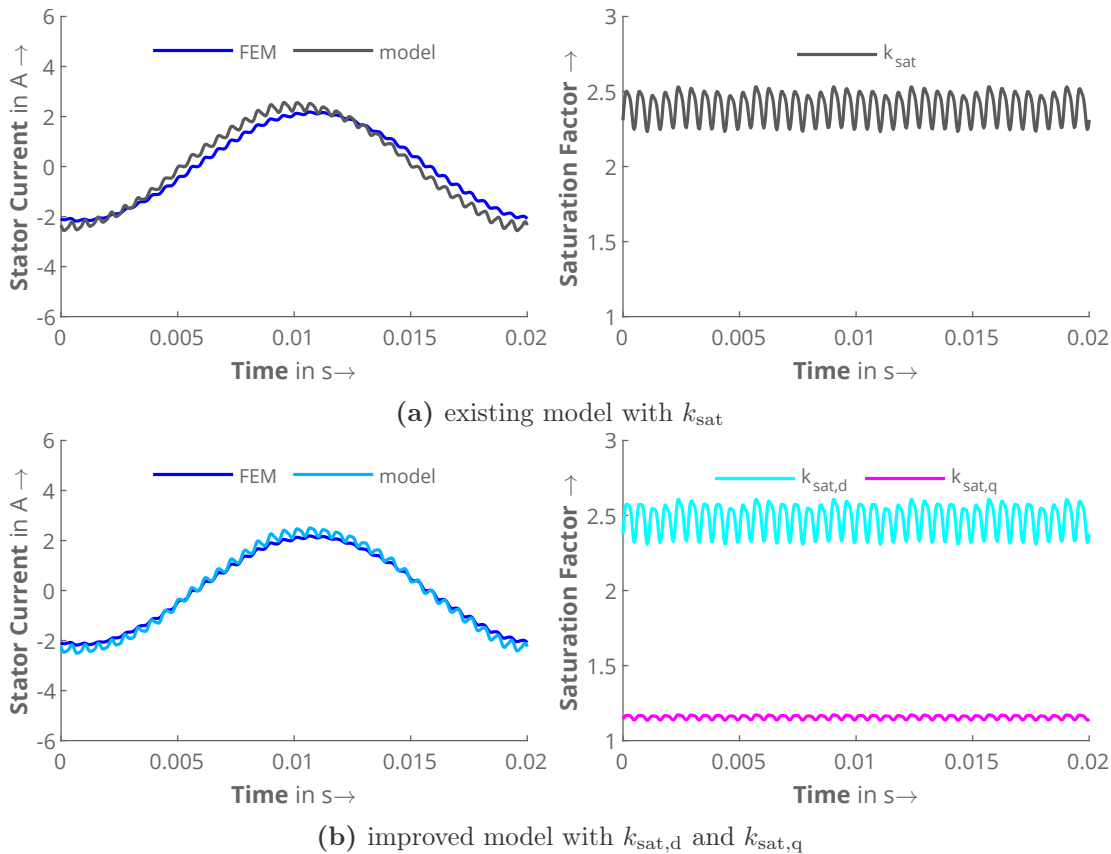 6
4
2
0
-2
-4
-6
Stator Current in A →
FEM
model
0
0.005
0.01
0.015
0.02
Time in s→
3
2.5
2
1.5
1
Saturation Factor →
k_sat
0
0.005
0.01
0.015
0.02
Time in s→
(a) existing model with k_sat
6
4
2
0
-2
-4
-6
Stator Current in A →
FEM
model
0
0.005
0.01
0.015
0.02
Time in s→
3
2.5
2
1.5
1
Saturation Factor →
k_sat,d
k_sat,q
0
0.005
0.01
0.015
0.02
Time in s→
(b) improved model with k_sat,d and k_sat,q